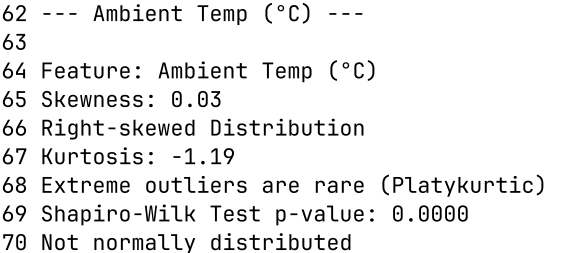 62 --- Ambient Temp (°C) ---
63
64 Feature: Ambient Temp (°C)
65 Skewness: 0.03
66 Right-skewed Distribution
67 Kurtosis: -1.19
68 Extreme outliers are rare (Platykurtic)
69 Shapiro-Wilk Test p-value: 0.0000
70 Not normally distributed